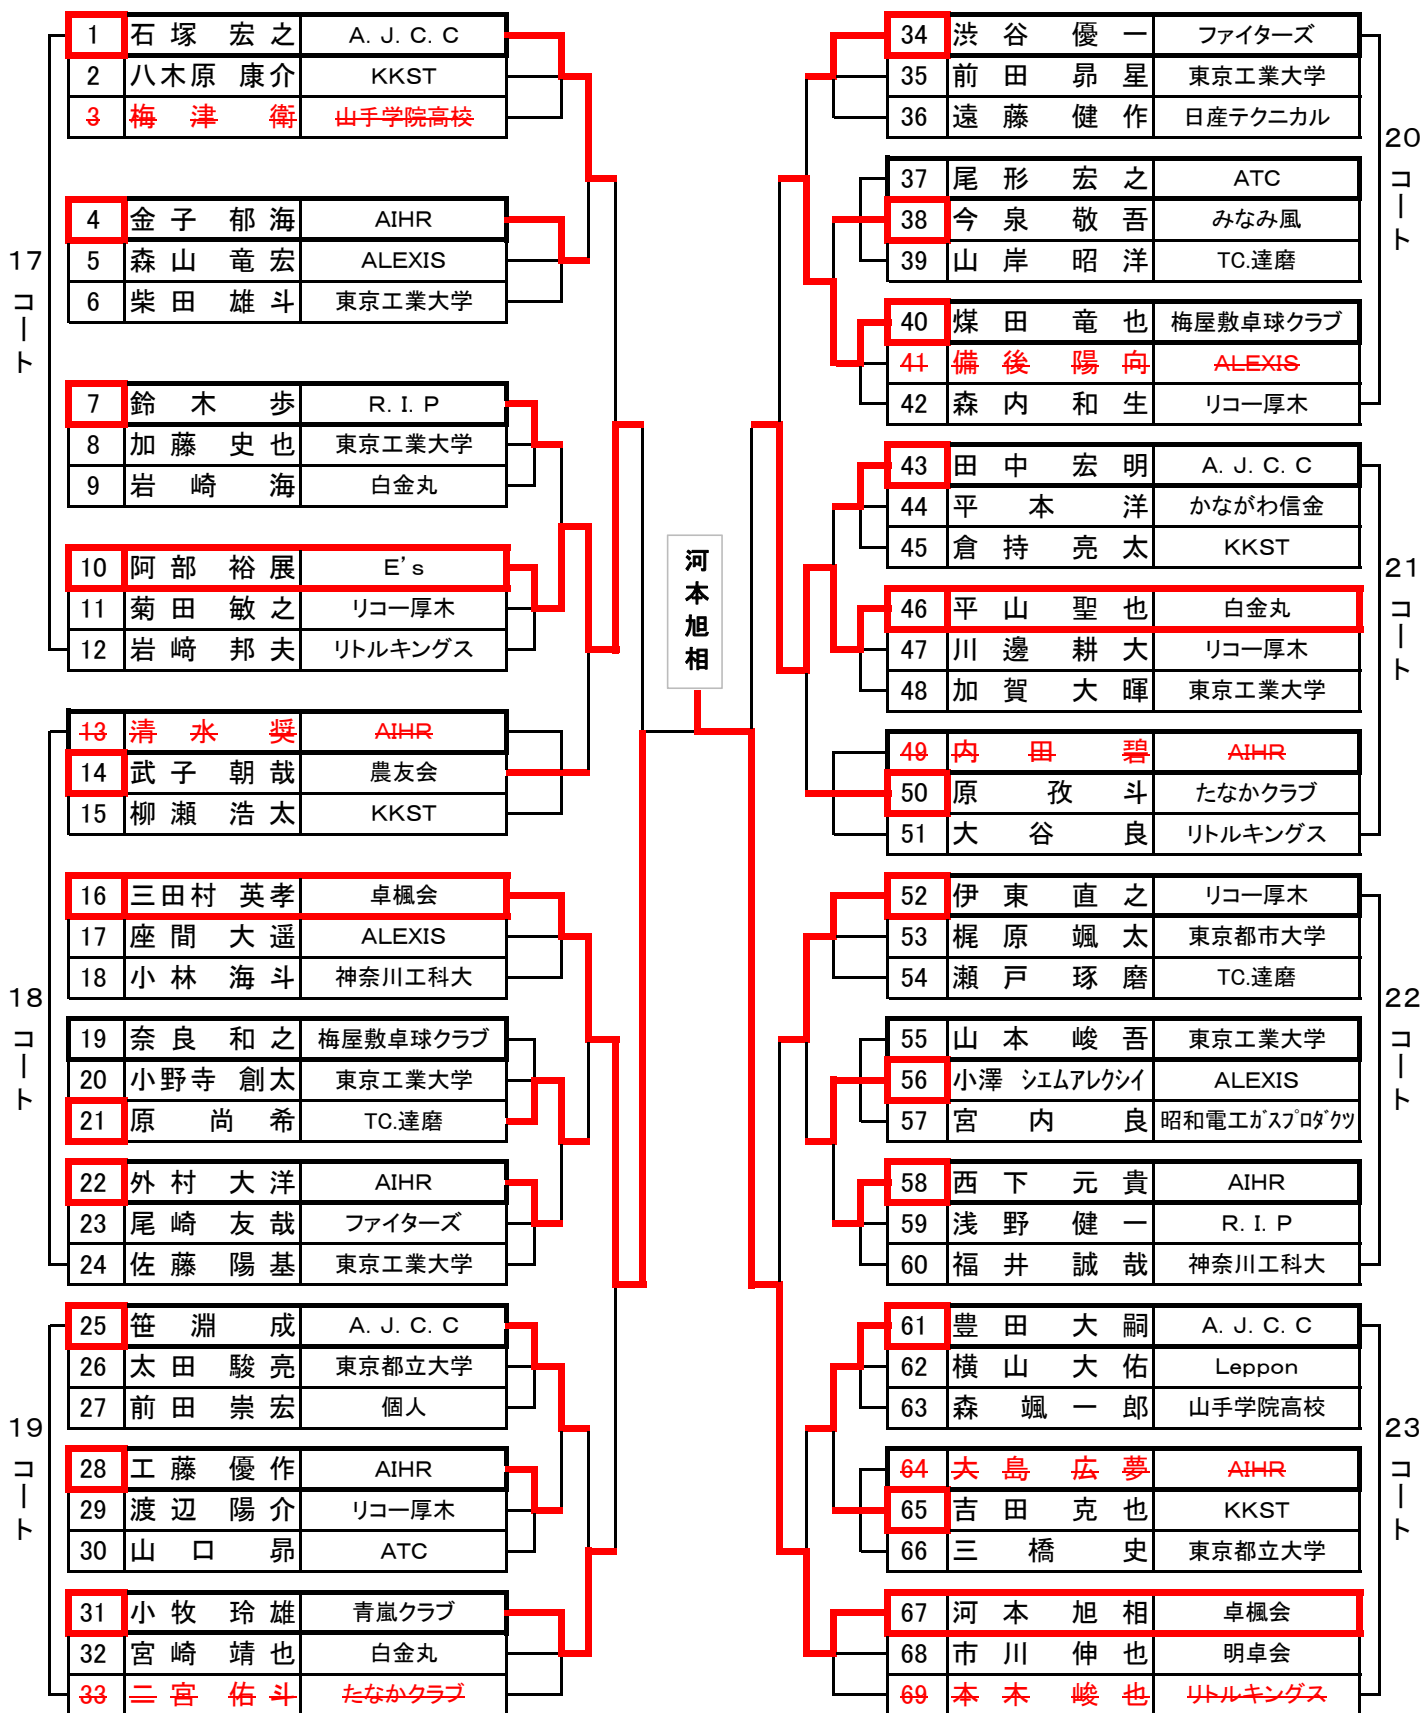 17コート
1 石塚 宏之 A. J. C. C
2 八木原 康介 KKST
3 梅津 衛 山手学院高校
4 金子 郁海 AIHR
5 森山 竜宏 ALEXIS
6 柴田 雄斗 東京工業大学
7 鈴木 歩 R. I. P
8 加藤 史也 東京工業大学
9 岩崎 海 白金丸
10 阿部 裕展 E's
11 菊田 敏之 リコー厚木
12 岩﨑 邦夫 リトルキングス
18コート
13 清水 奨 AIHR
14 武子 朝哉 農友会
15 柳瀬 浩太 KKST
16 三田村 英孝 卓楓会
17 座間 大遥 ALEXIS
18 小林 海斗 神奈川工科大
19 奈良 和之 梅屋敷卓球クラブ
20 小野寺 創太 東京工業大学
21 原 尚希 TC.達磨
22 外村 大洋 AIHR
23 尾崎 友哉 ファイターズ
24 佐藤 陽基 東京工業大学
19コート
25 笹淵 成 A. J. C. C
26 太田 駿亮 東京都立大学
27 前田 崇宏 個人
28 工藤 優作 AIHR
29 渡辺 陽介 リコー厚木
30 山口 昴 ATC
31 小牧 玲雄 青嵐クラブ
32 宮崎 靖也 白金丸
33 二宮 佑斗 たなかクラブ
河本旭相
20コート
34 渋谷 優一 ファイターズ
35 前田 昴星 東京工業大学
36 遠藤 健作 日産テクニカル
37 尾形 宏之 ATC
38 今泉 敬吾 みなみ風
39 山岸 昭洋 TC.達磨
40 煤田 竜也 梅屋敷卓球クラブ
41 備後 陽向 ALEXIS
42 森内 和生 リコー厚木
21コート
43 田中 宏明 A. J. C. C
44 平本 洋 かながわ信金
45 倉持 亮太 KKST
46 平山 聖也 白金丸
47 川邊 耕大 リコー厚木
48 加賀 大暉 東京工業大学
49 内田 碧 AIHR
50 原 孜斗 たなかクラブ
51 大谷 良 リトルキングス
22コート
52 伊東 直之 リコー厚木
53 梶原 颯太 東京都市大学
54 瀬戸 琢磨 TC.達磨
55 山本 峻吾 東京工業大学
56 小澤 シエムアレクシイ ALEXIS
57 宮内 良 昭和電工ガスプロダクツ
58 西下 元貴 AIHR
59 浅野 健一 R. I. P
60 福井 誠哉 神奈川工科大
23コート
61 豊田 大嗣 A. J. C. C
62 横山 大佑 Leppon
63 森 颯一郎 山手学院高校
64 大島 広夢 AIHR
65 吉田 克也 KKST
66 三橋 史 東京都立大学
67 河本 旭相 卓楓会
68 市川 伸也 明卓会
69 本木 峻也 リトルキングス